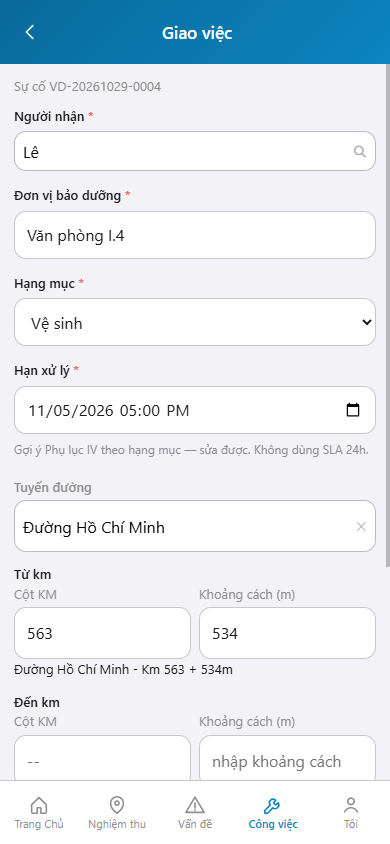 Giao việc
Sự cố VD-20261029-0004
Người nhận *
Lê
Đơn vị bảo dưỡng *
Văn phòng I.4
Hạng mục *
Vệ sinh
Hạn xử lý *
11/05/2026 05:00 PM
Gợi ý Phụ lục IV theo hạng mục — sửa được. Không dùng SLA 24h.
Tuyến đường
Đường Hồ Chí Minh
Từ km
Cột KM Khoảng cách (m)
563 534
Đường Hồ Chí Minh - Km 563 + 534m
Đến km
Cột KM Khoảng cách (m)
-- nhập khoảng cách
Trang Chủ Nghiệm thu Vấn đề Công việc Tôi